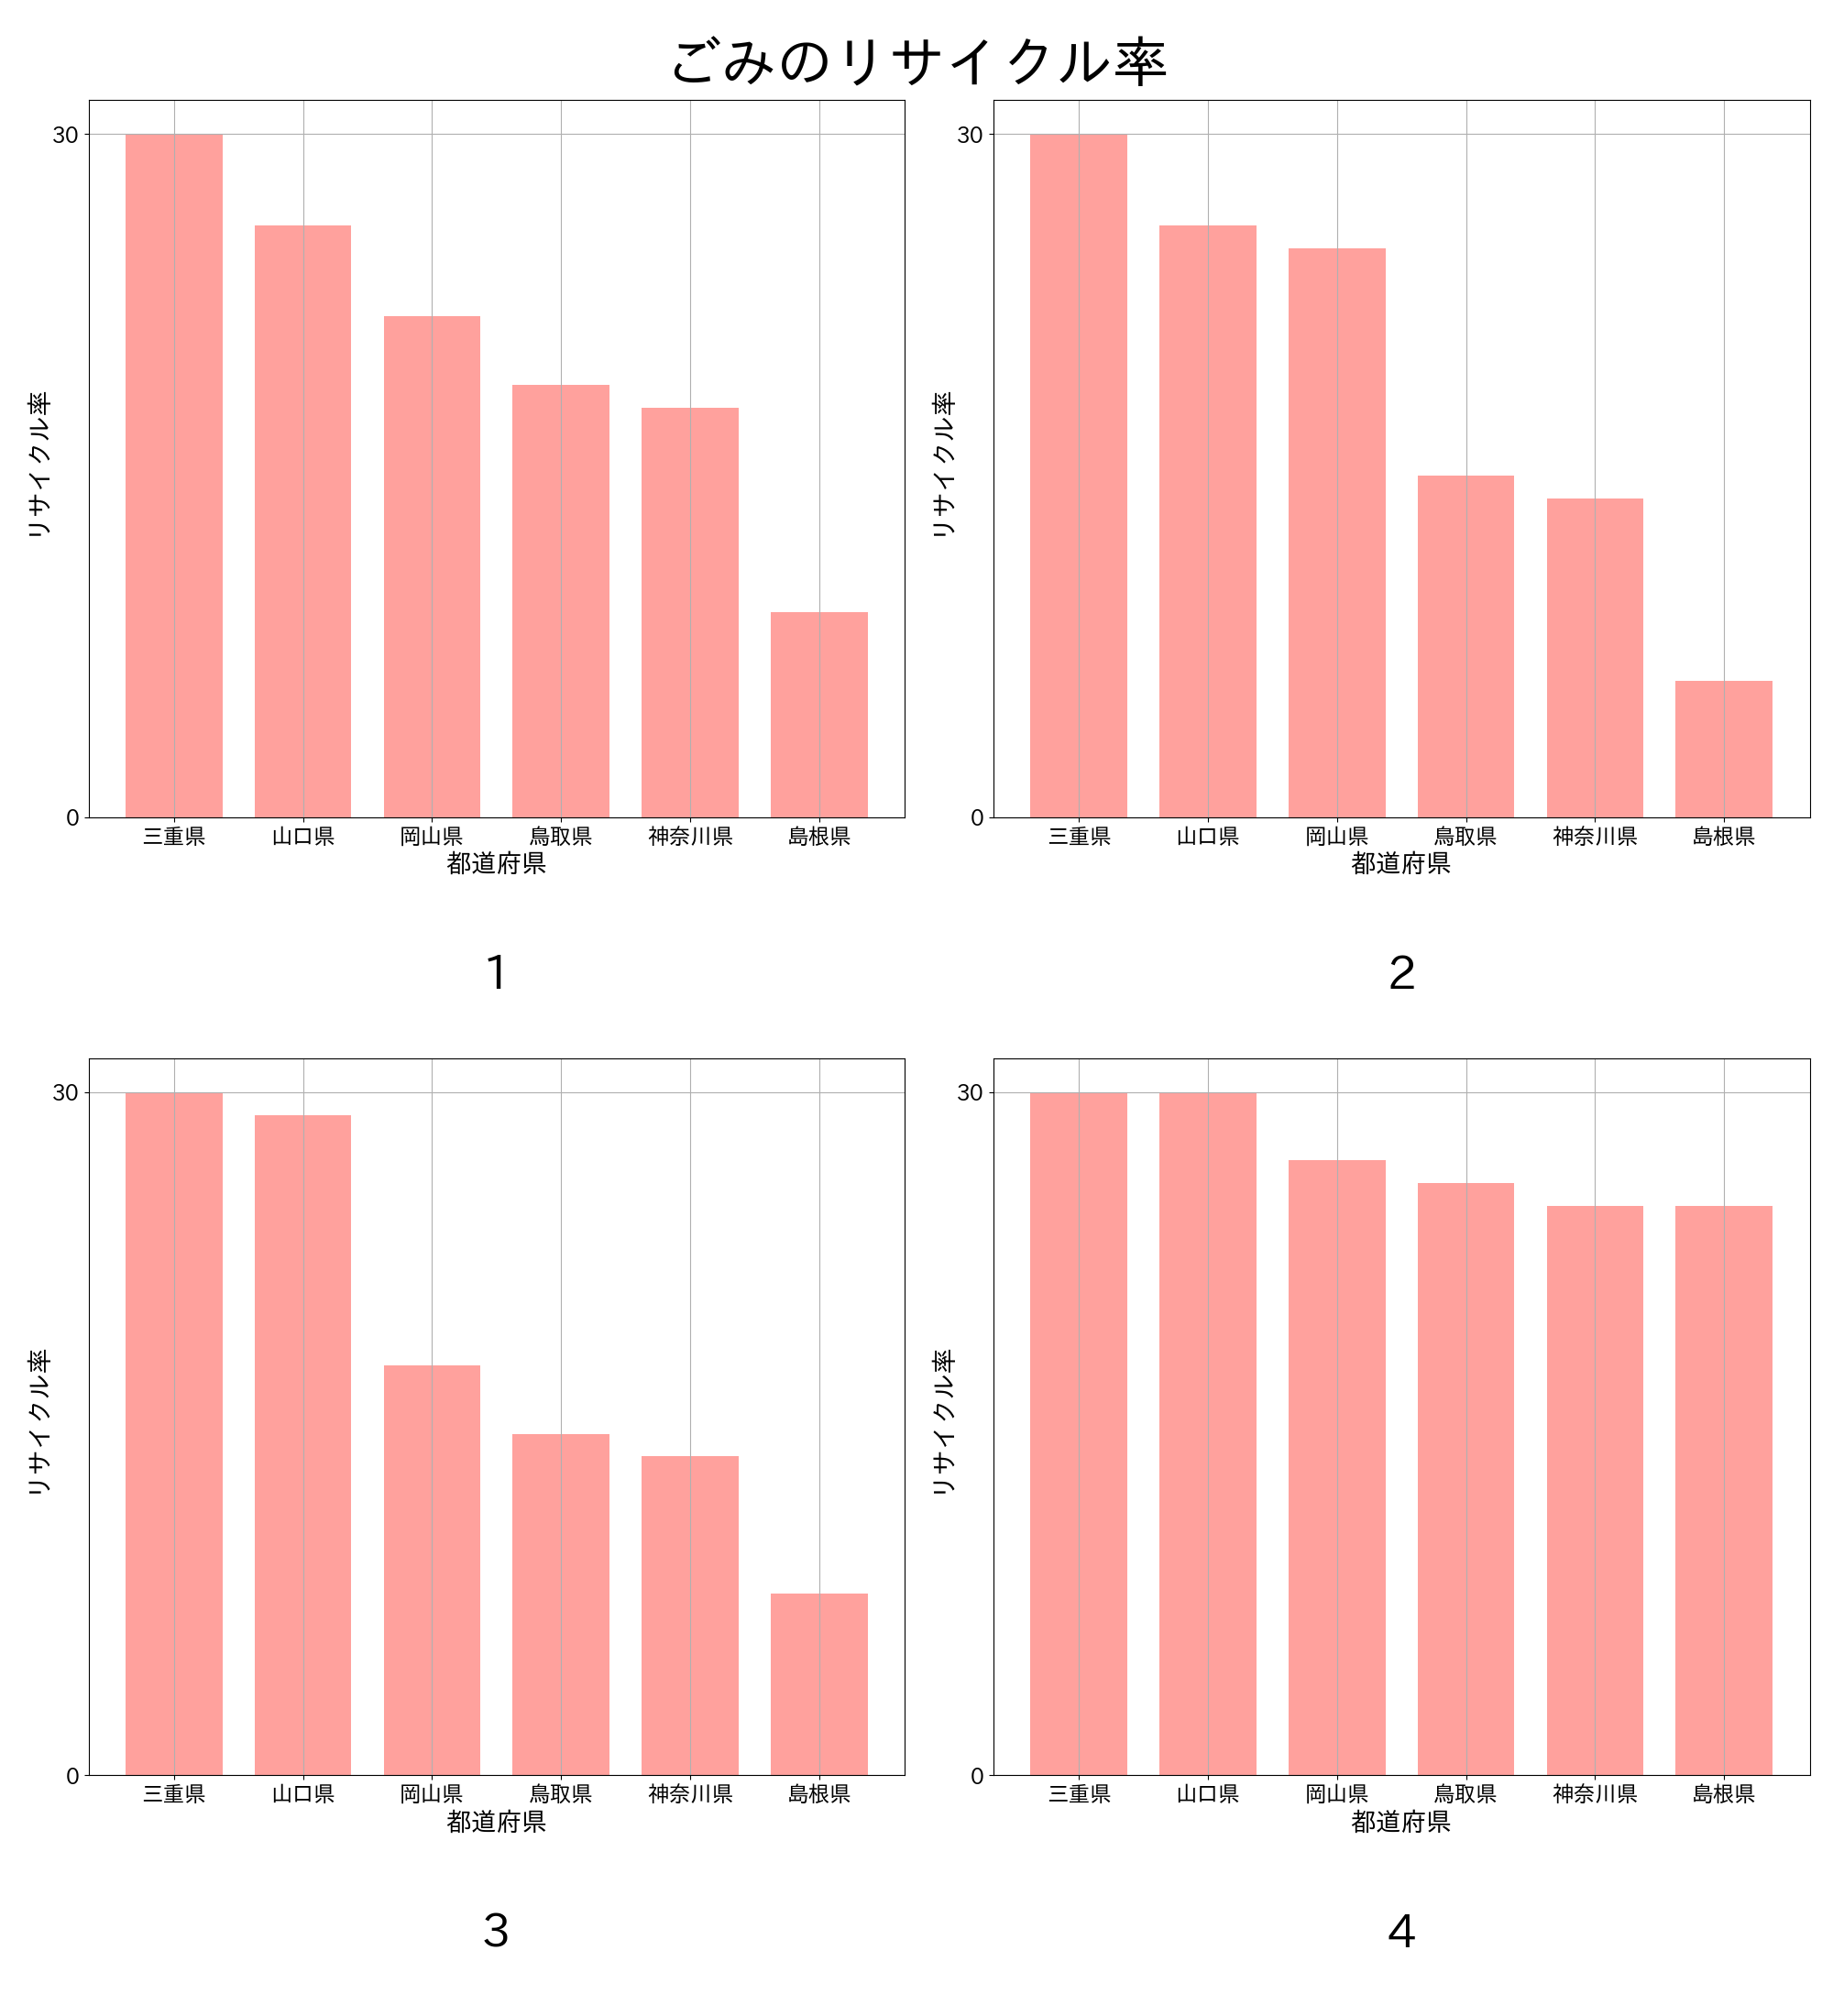 ごみのリサイクル率
30
0
リサイクル率
三重県 山口県 岡山県 鳥取県 神奈川県 島根県
都道府県
1
30
0
リサイクル率
三重県 山口県 岡山県 鳥取県 神奈川県 島根県
都道府県
2
30
0
リサイクル率
三重県 山口県 岡山県 鳥取県 神奈川県 島根県
都道府県
3
30
0
リサイクル率
三重県 山口県 岡山県 鳥取県 神奈川県 島根県
都道府県
4